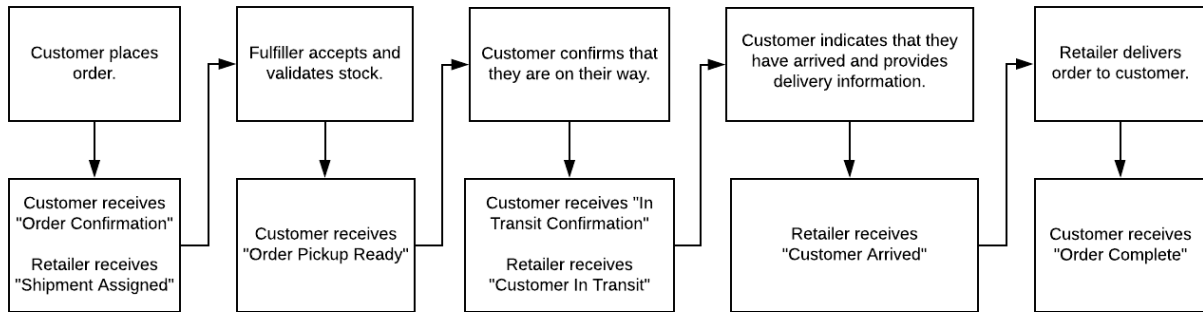 Customer places
order.
Customer receives
"Order Confirmation"
Retailer receives
"Shipment Assigned"
Fulfiller accepts and
validates stock.
Customer receives
"Order Pickup Ready"
Customer confirms that
they are on their way.
Customer receives "In
Transit Confirmation"
Retailer receives
"Customer In Transit"
Customer indicates that they
have arrived and provides
delivery information.
Retailer receives
"Customer Arrived"
Retailer delivers
order to customer.
Customer receives
"Order Complete"